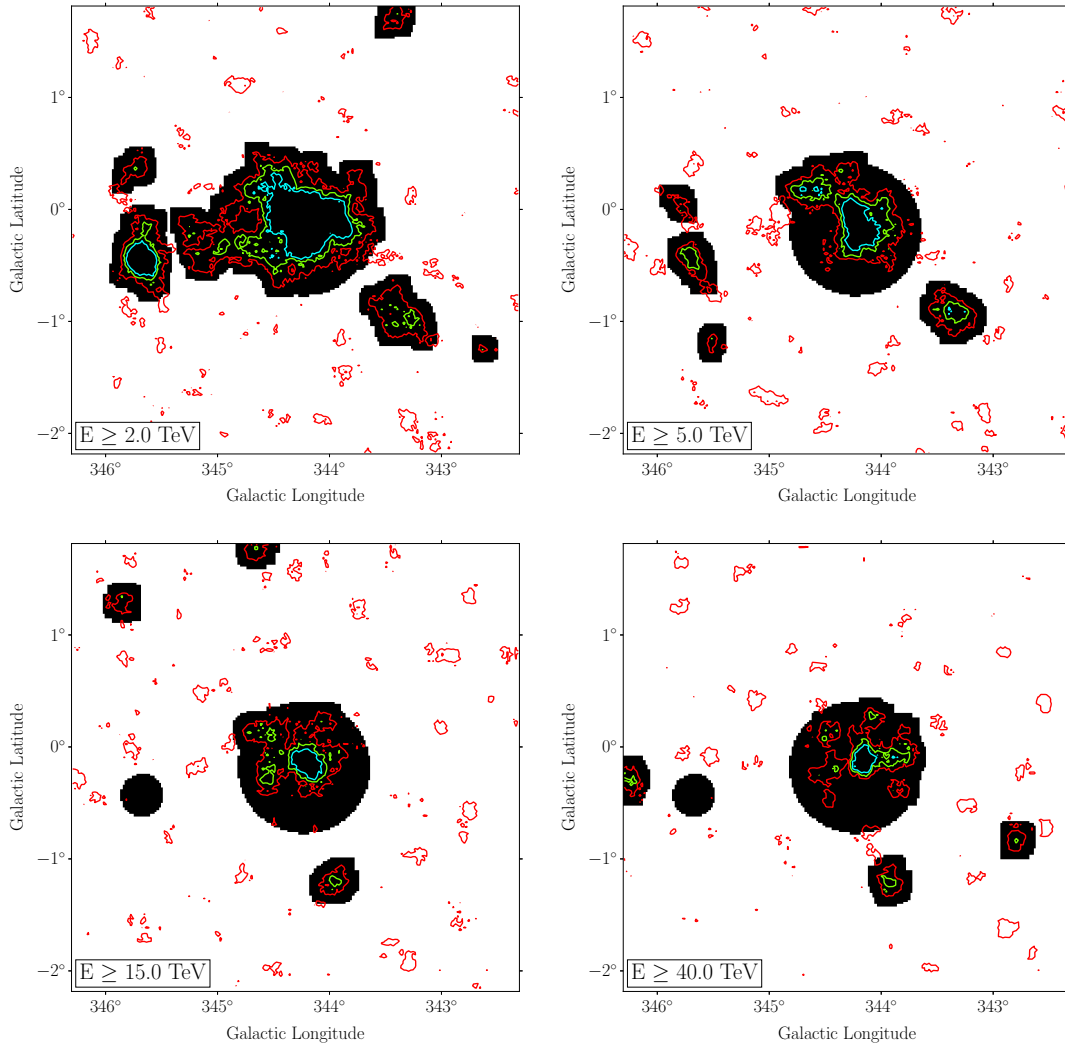 1°
0°
−1°
−2°
Galactic Latitude
E ≥ 2.0 TeV
346° 345° 344° 343°
Galactic Longitude
1°
0°
−1°
−2°
Galactic Latitude
E ≥ 5.0 TeV
346° 345° 344° 343°
Galactic Longitude
1°
0°
−1°
−2°
Galactic Latitude
E ≥ 15.0 TeV
346° 345° 344° 343°
Galactic Longitude
1°
0°
−1°
−2°
Galactic Latitude
E ≥ 40.0 TeV
346° 345° 344° 343°
Galactic Longitude